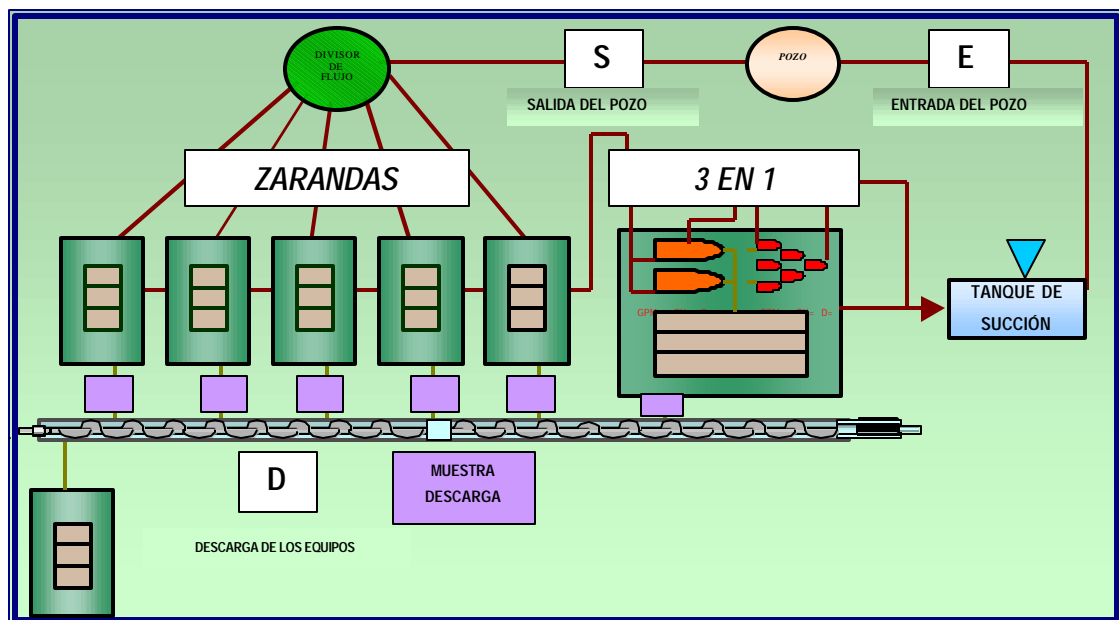 DIVISOR
DE
FLUJO
S
POZO
E
SALIDA DEL POZO
ENTRADA DEL POZO
ZARANDAS
3 EN 1
TANQUE DE
SUCCIÓN
D=
D
MUESTRA
DESCARGA
DESCARGA DE LOS EQUIPOS